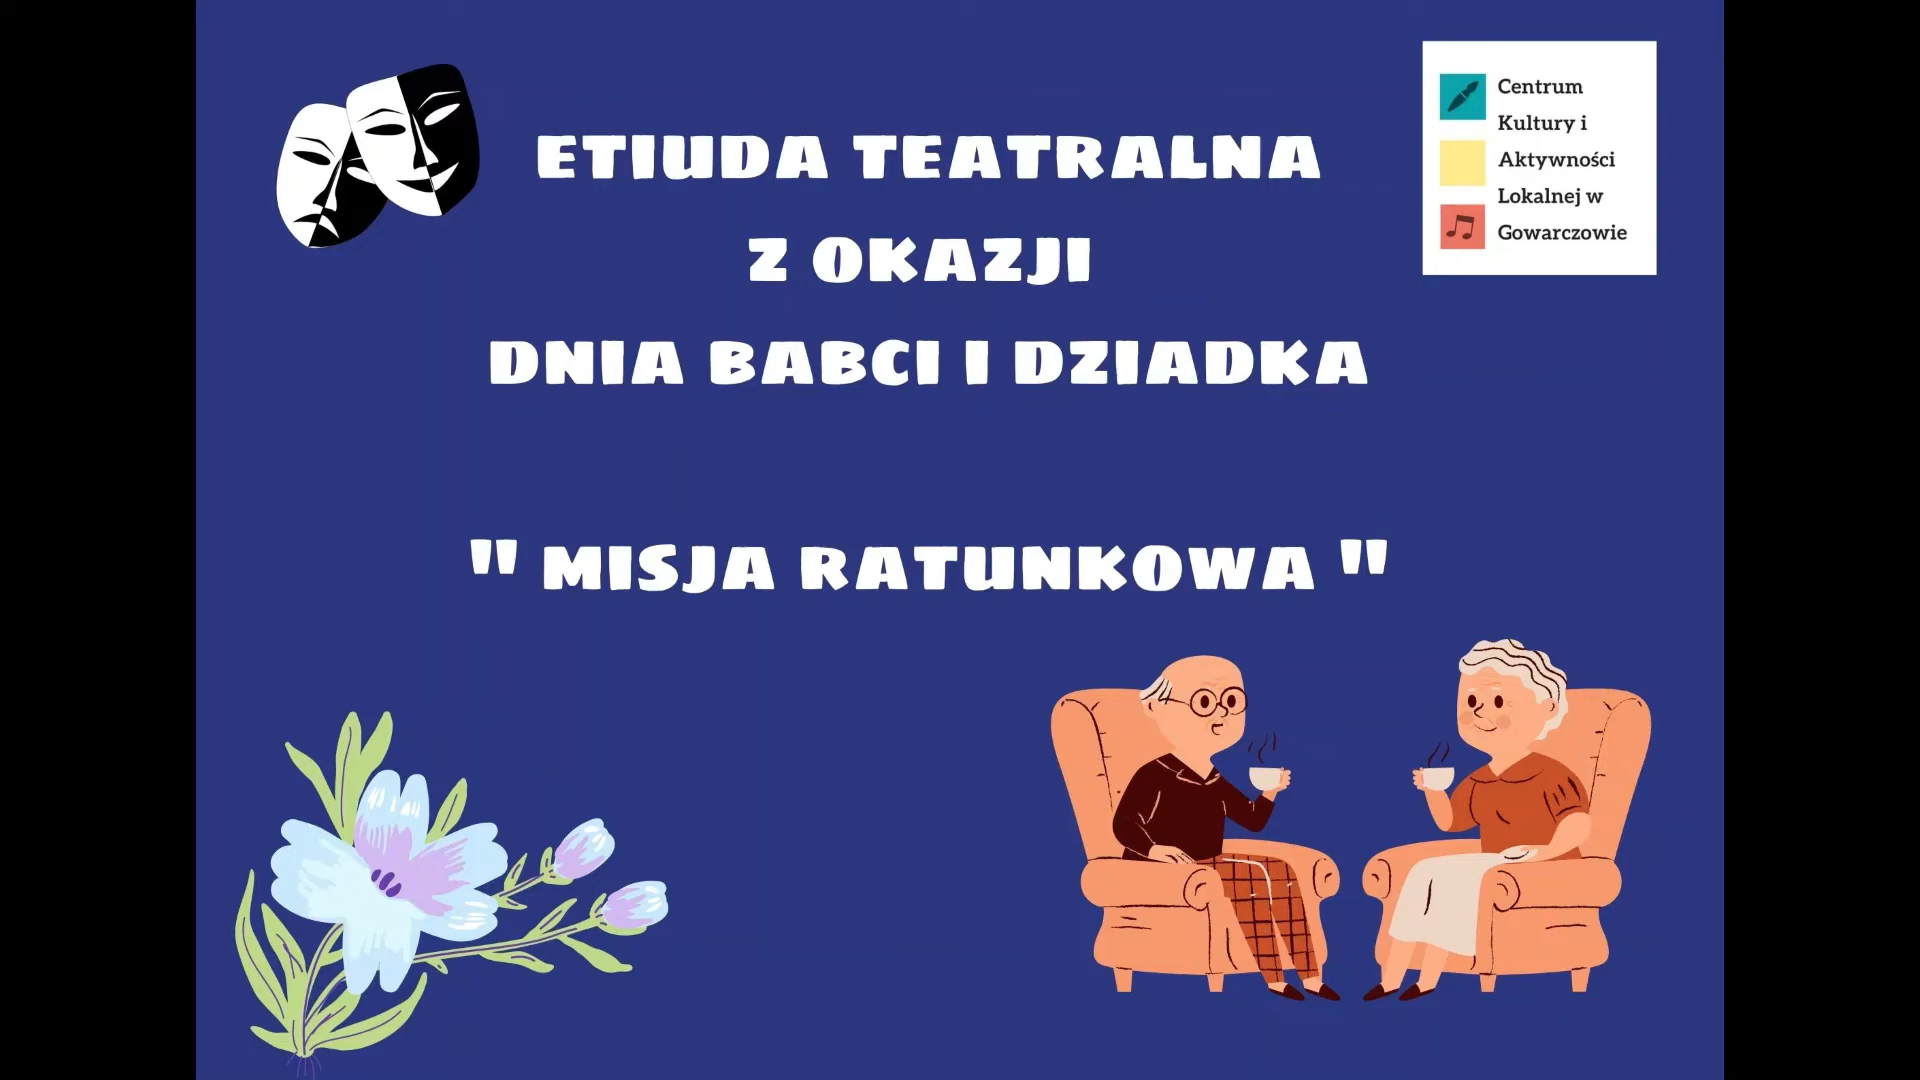 ETIUDA TEATRALNA
Z OKAZJI
DNIA BABCI I DZIADKA
" MISJA RATUNKOWA "
Centrum
Kultury i
Aktywności
Lokalnej w
Gowarczowie